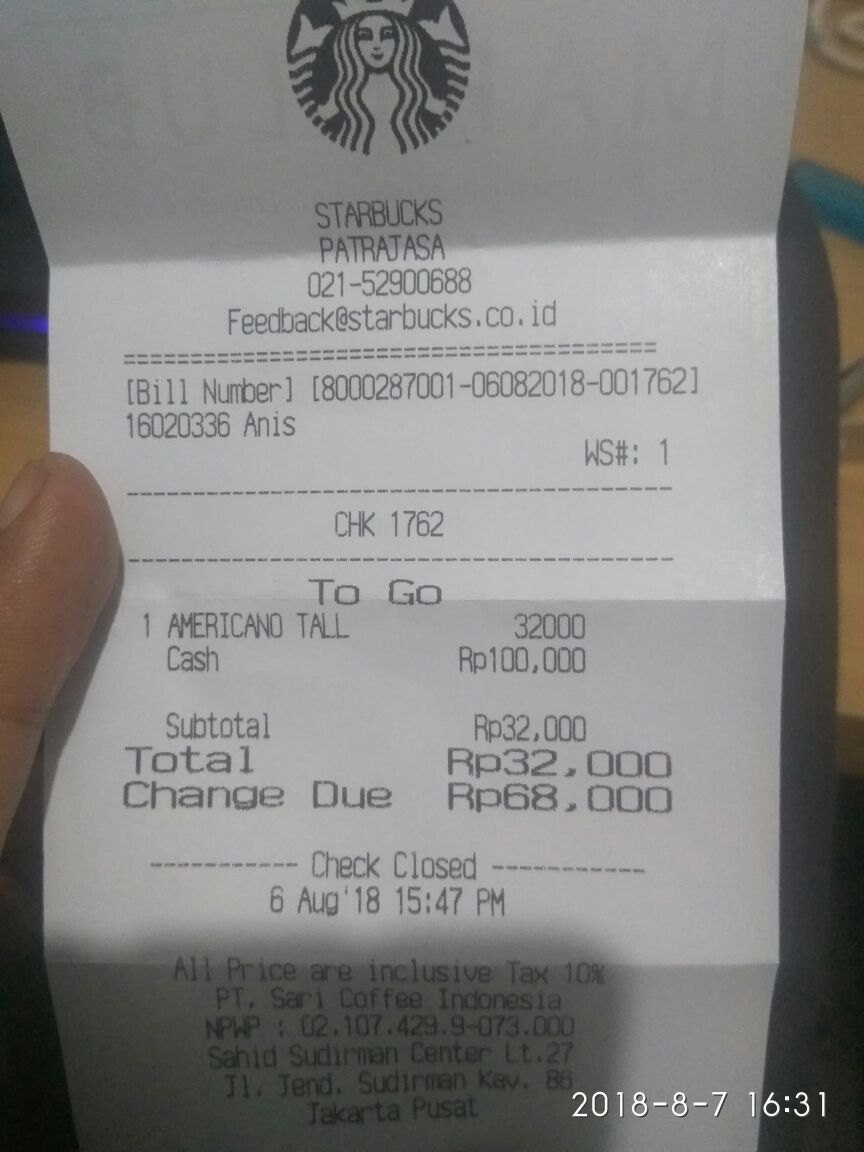 STARBUCKS
PATRAJASA
021-52900688
Feedback@starbucks.co.id
========================================
[Bill Number] [8000287001-06082018-001762]
16020336 Anis
WS#: 1
----------------------------------------
CHK 1762
----------------------------------------
To Go
1 AMERICANO TALL 32000
Cash Rp100,000
Subtotal Rp32,000
Total Rp32,000
Change Due Rp68,000
----------- Check Closed -----------
6 Aug'18 15:47 PM
All Price are inclusive Tax 10%
PT. Sari Coffee Indonesia
NPWP : 02.107.429.9-073.000
Sahid Sudirman Center Lt.27
Jl. Jend. Sudirman Kav. 86
Jakarta Pusat
2018-8-7 16:31